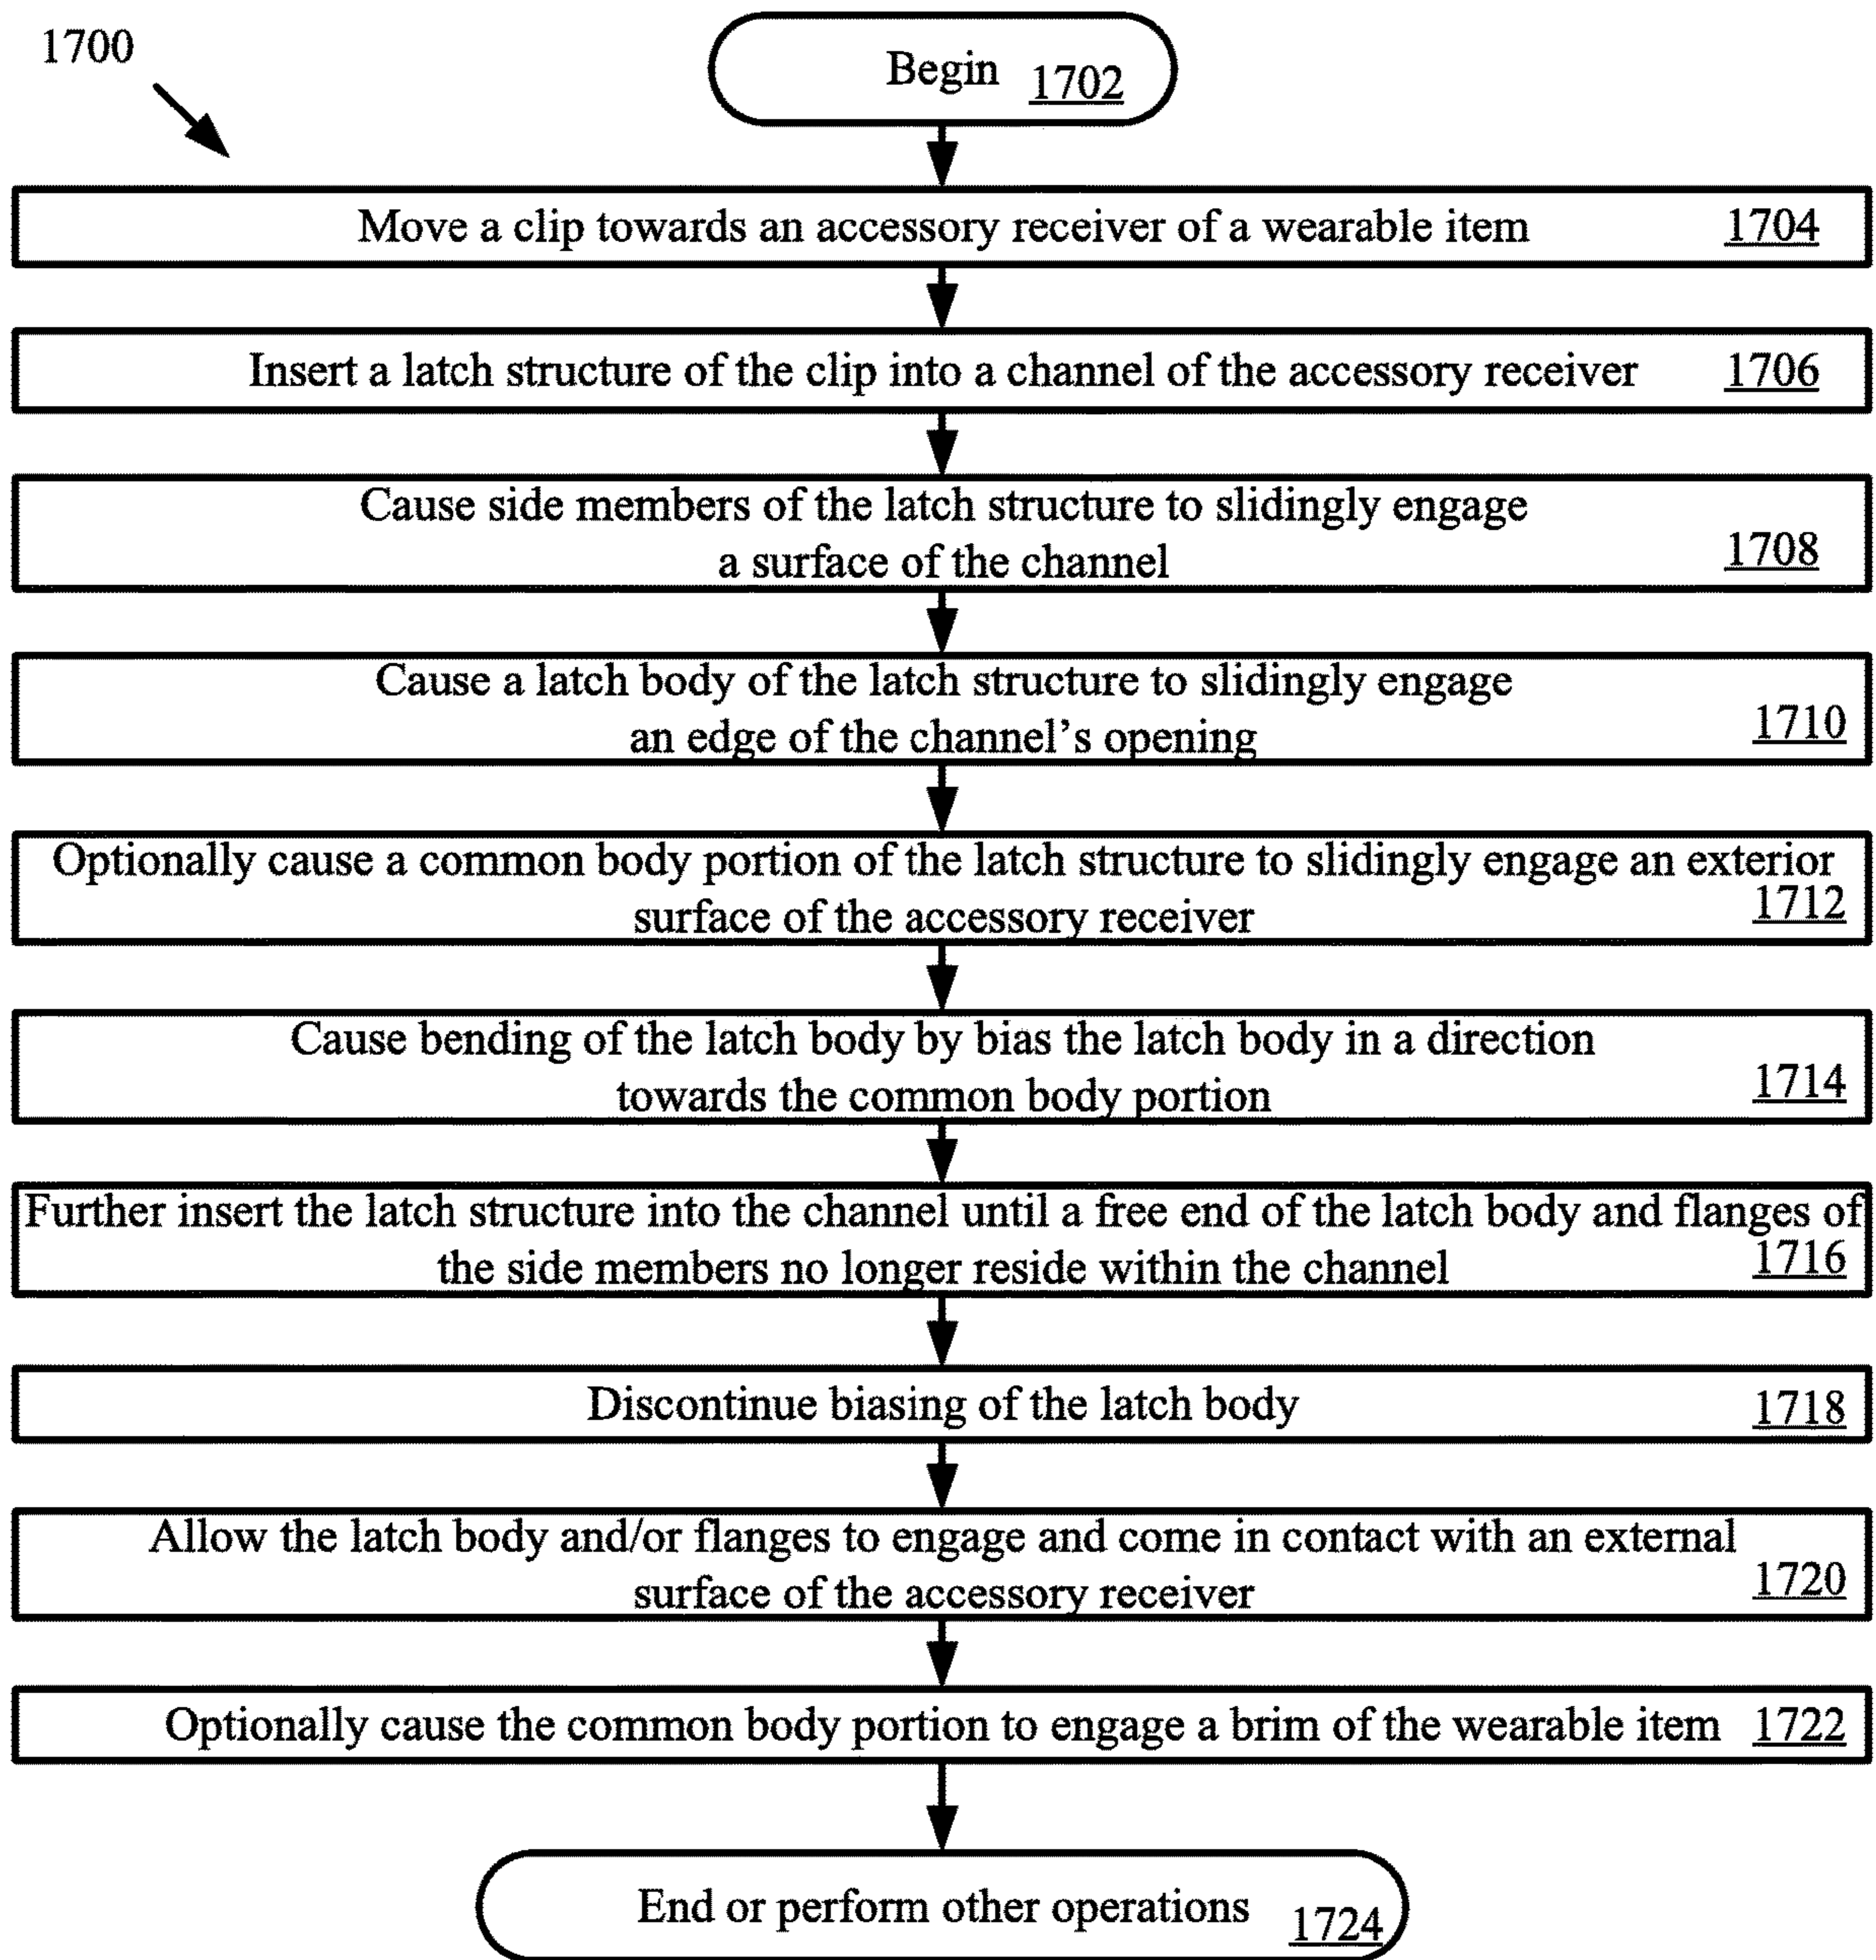 1700
Begin 1702
Move a clip towards an accessory receiver of a wearable item 1704
Insert a latch structure of the clip into a channel of the accessory receiver 1706
Cause side members of the latch structure to slidingly engage
a surface of the channel 1708
Cause a latch body of the latch structure to slidingly engage
an edge of the channel’s opening 1710
Optionally cause a common body portion of the latch structure to slidingly engage an exterior
surface of the accessory receiver 1712
Cause bending of the latch body by bias the latch body in a direction
towards the common body portion 1714
Further insert the latch structure into the channel until a free end of the latch body and flanges of
the side members no longer reside within the channel 1716
Discontinue biasing of the latch body 1718
Allow the latch body and/or flanges to engage and come in contact with an external
surface of the accessory receiver 1720
Optionally cause the common body portion to engage a brim of the wearable item 1722
End or perform other operations 1724